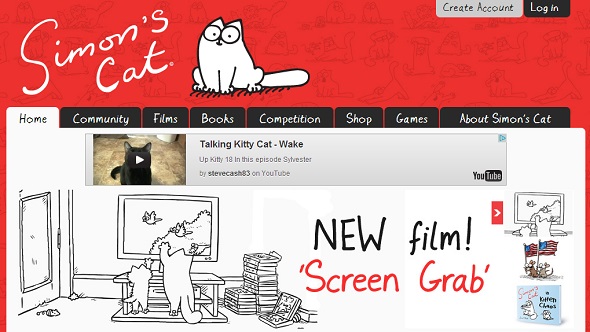 Create Account
Log in
Simon's
Cat
Home
Community
Films
Books
Competition
Shop
Games
About Simon's Cat
Talking Kitty Cat - Wake
Up Kitty 18 In this episode Sylvester
by stevecash83 on YouTube
YouTube
NEW film!
'Screen Grab'
Simon's
Cat
Kitten
Chaos